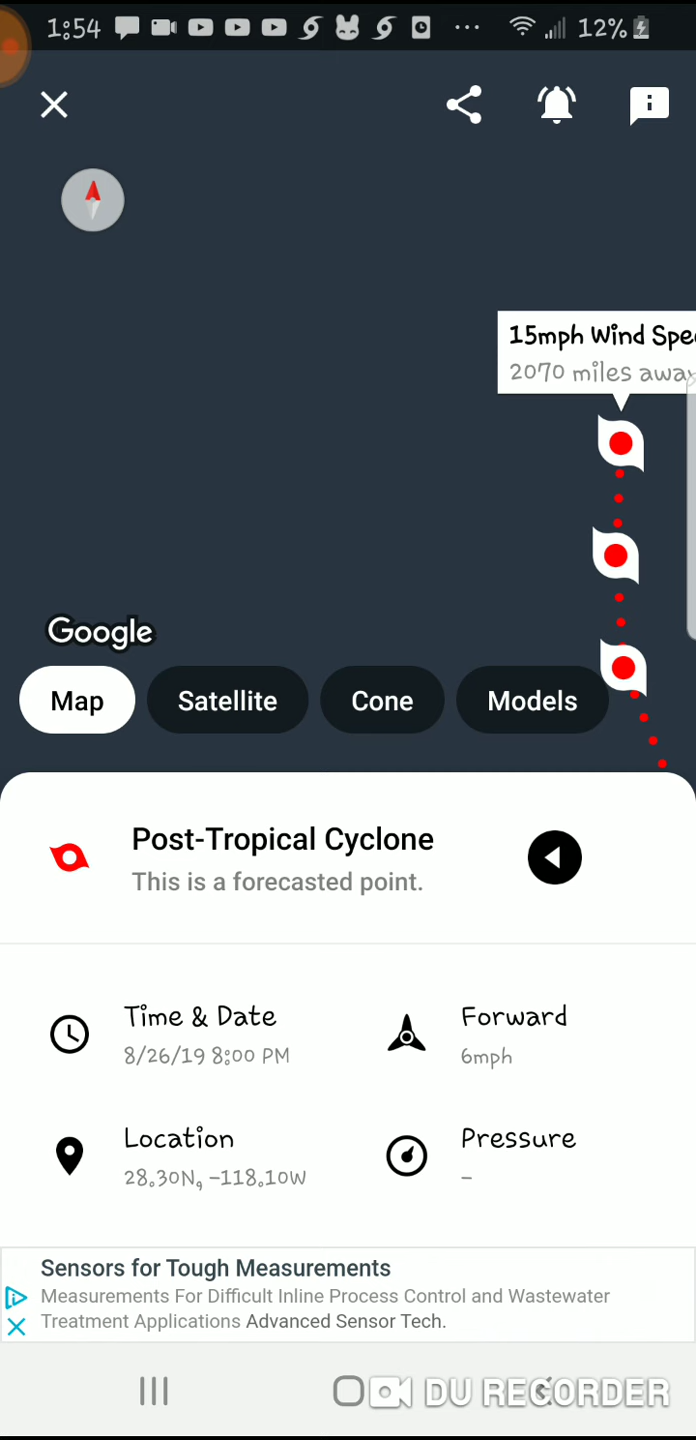 1:54
12%
15mph Wind Spe
2070 miles away
Google
Map
Satellite
Cone
Models
Post-Tropical Cyclone
This is a forecasted point.
Time & Date
Forward
8/26/19 8:00 PM
6mph
Location
Pressure
28.30N, -118.10W
-
Sensors for Tough Measurements
Measurements For Difficult Inline Process Control and Wastewater
Treatment Applications Advanced Sensor Tech.
DU RECORDER